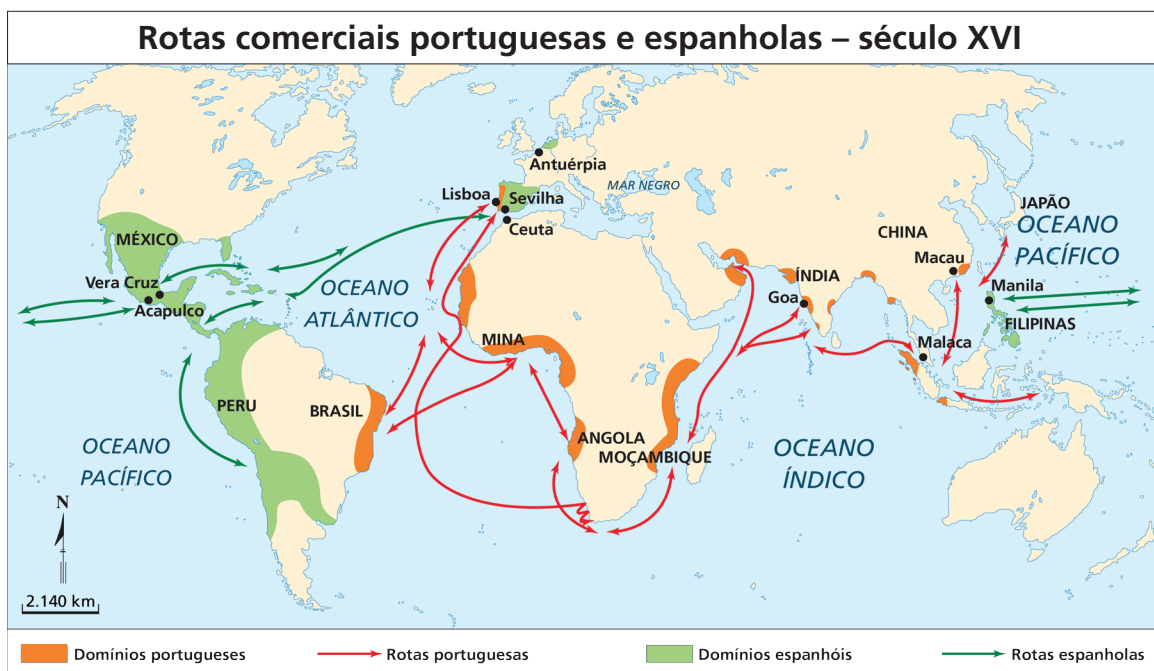 Rotas comerciais portuguesas e espanholas – século XVI
Antuérpia
Lisboa
Sevilha
Ceuta
MAR NEGRO
JAPÃO
OCEANO
PACÍFICO
CHINA
Macau
MÉXICO
Vera Cruz
Acapulco
OCEANO
ATLÂNTICO
ÍNDIA
Goa
Manila
FILIPINAS
MINA
Malaca
PERU
BRASIL
ANGOLA
MOÇAMBIQUE
OCEANO
PACÍFICO
OCEANO
ÍNDICO
N
2.140 km
Domínios portugueses
Rotas portuguesas
Domínios espanhóis
Rotas espanholas